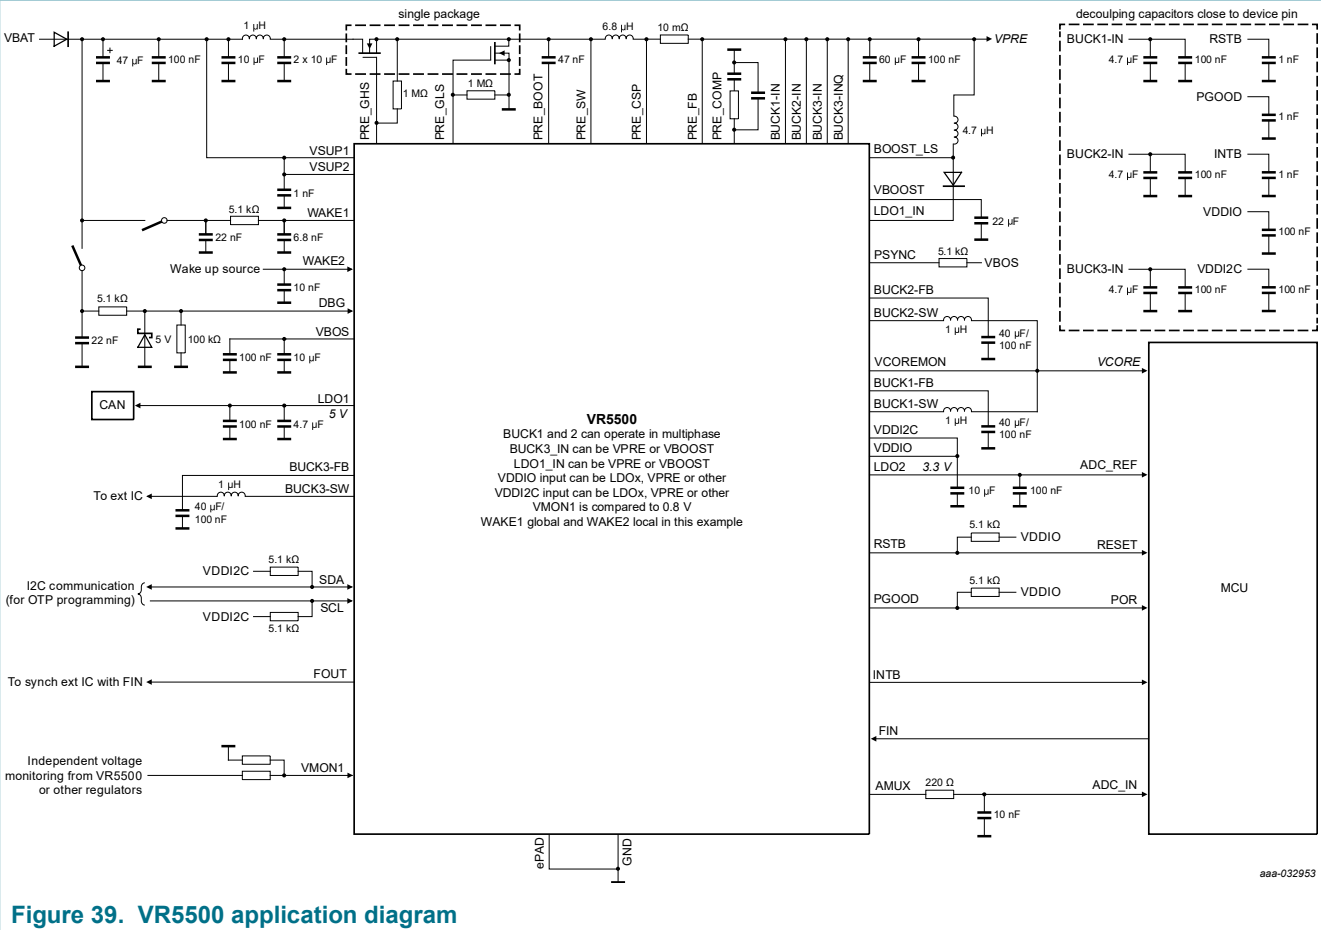 single package
decoulping capacitors close to device pin
VBAT
1 µH
6.8 µH
10 mΩ
VPRE
+
47 µF
100 nF
10 µF
2 x 10 µF
1 MΩ
1 MΩ
47 nF
60 µF
100 nF
PRE_GHS
PRE_GLS
PRE_BOOT
PRE_SW
PRE_CSP
PRE_FB
PRE_COMP
BUCK1-IN
BUCK2-IN
BUCK3-IN
BUCK3-INQ
4.7 µH
BUCK1-IN
4.7 µF
100 nF
RSTB
1 nF
PGOOD
1 nF
BUCK2-IN
4.7 µF
100 nF
INTB
1 nF
VDDIO
100 nF
BUCK3-IN
4.7 µF
100 nF
VDDI2C
100 nF
VSUP1
VSUP2
1 nF
5.1 kΩ
WAKE1
22 nF
6.8 nF
Wake up source
WAKE2
10 nF
5.1 kΩ
DBG
22 nF
5 V
100 kΩ
VBOS
100 nF
10 µF
CAN
LDO1
5 V
100 nF
4.7 µF
BUCK3-FB
1 µH
BUCK3-SW
To ext IC
40 µF/
100 nF
5.1 kΩ
VDDI2C
SDA
I2C communication
(for OTP programming)
SCL
VDDI2C
5.1 kΩ
FOUT
To synch ext IC with FIN
Independent voltage
monitoring from VR5500
or other regulators
VMON1
VR5500
BUCK1 and 2 can operate in multiphase
BUCK3_IN can be VPRE or VBOOST
LDO1_IN can be VPRE or VBOOST
VDDIO input can be LDOx, VPRE or other
VDDI2C input can be LDOx, VPRE or other
VMON1 is compared to 0.8 V
WAKE1 global and WAKE2 local in this example
ePAD
GND
BOOST_LS
VBOOST
LDO1_IN
22 µF
PSYNC
5.1 kΩ
VBOS
BUCK2-FB
BUCK2-SW
1 µH
40 µF/
100 nF
VCOREMON
VCORE
BUCK1-FB
BUCK1-SW
1 µH
40 µF/
100 nF
VDDI2C
VDDIO
LDO2
3.3 V
ADC_REF
10 µF
100 nF
5.1 kΩ
VDDIO
RSTB
RESET
5.1 kΩ
VDDIO
PGOOD
POR
MCU
INTB
FIN
AMUX
220 Ω
ADC_IN
10 nF
aaa-032953
Figure 39. VR5500 application diagram